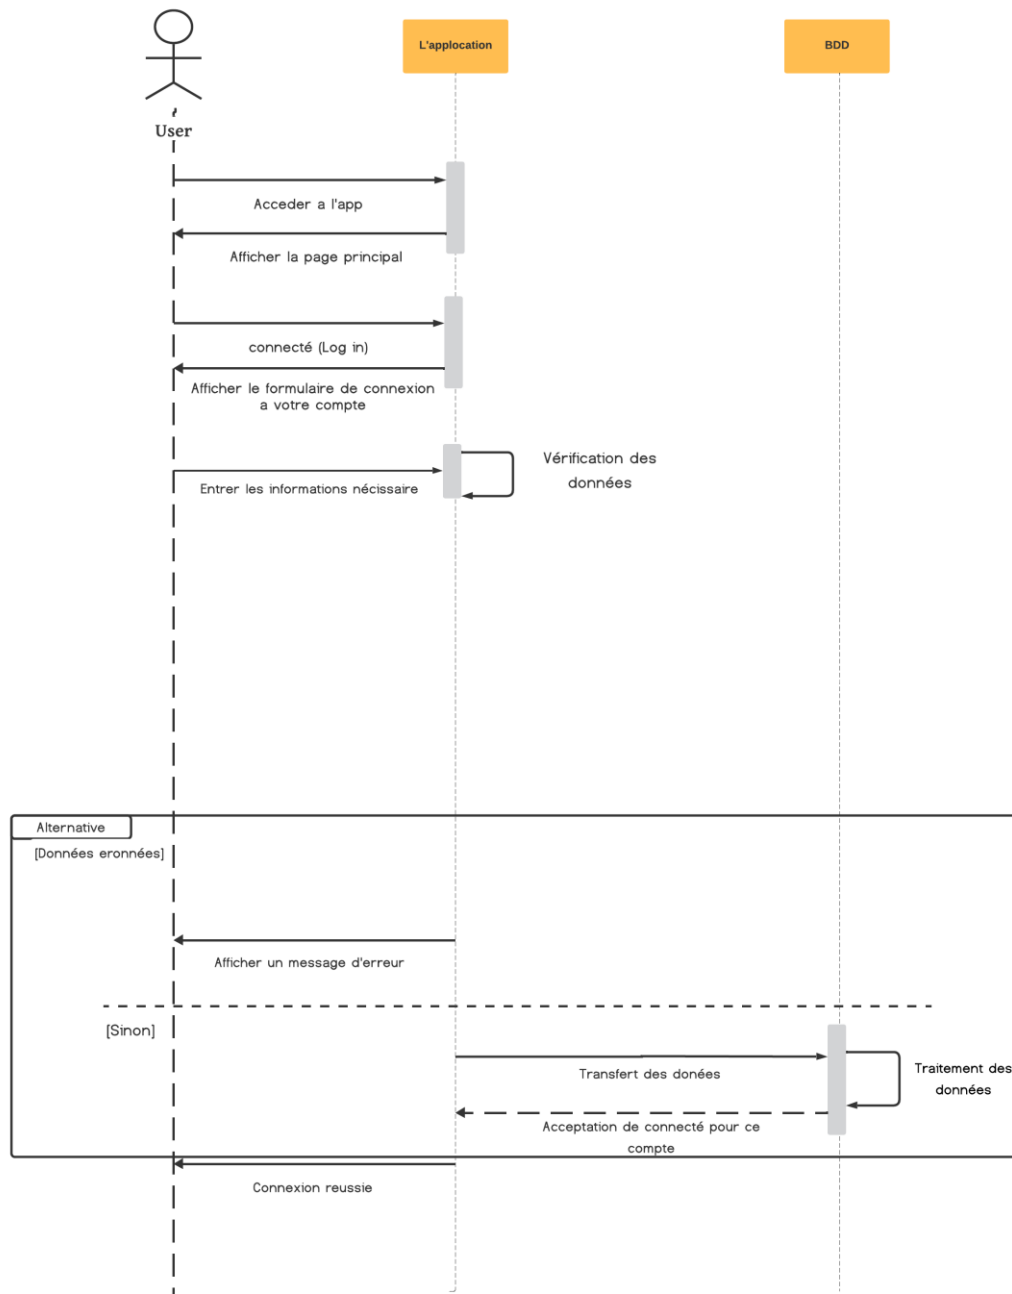 L'applocation
BDD
User
Acceder a l'app
Afficher la page principal
connecté (Log in)
Afficher le formulaire de connexion
a votre compte
Vérification des
données
Entrer les informations nécissaire
Alternative
[Données eronnées]
Afficher un message d'erreur
[Sinon]
Transfert des donées
Traitement des
données
Acceptation de connecté pour ce
compte
Connexion reussie